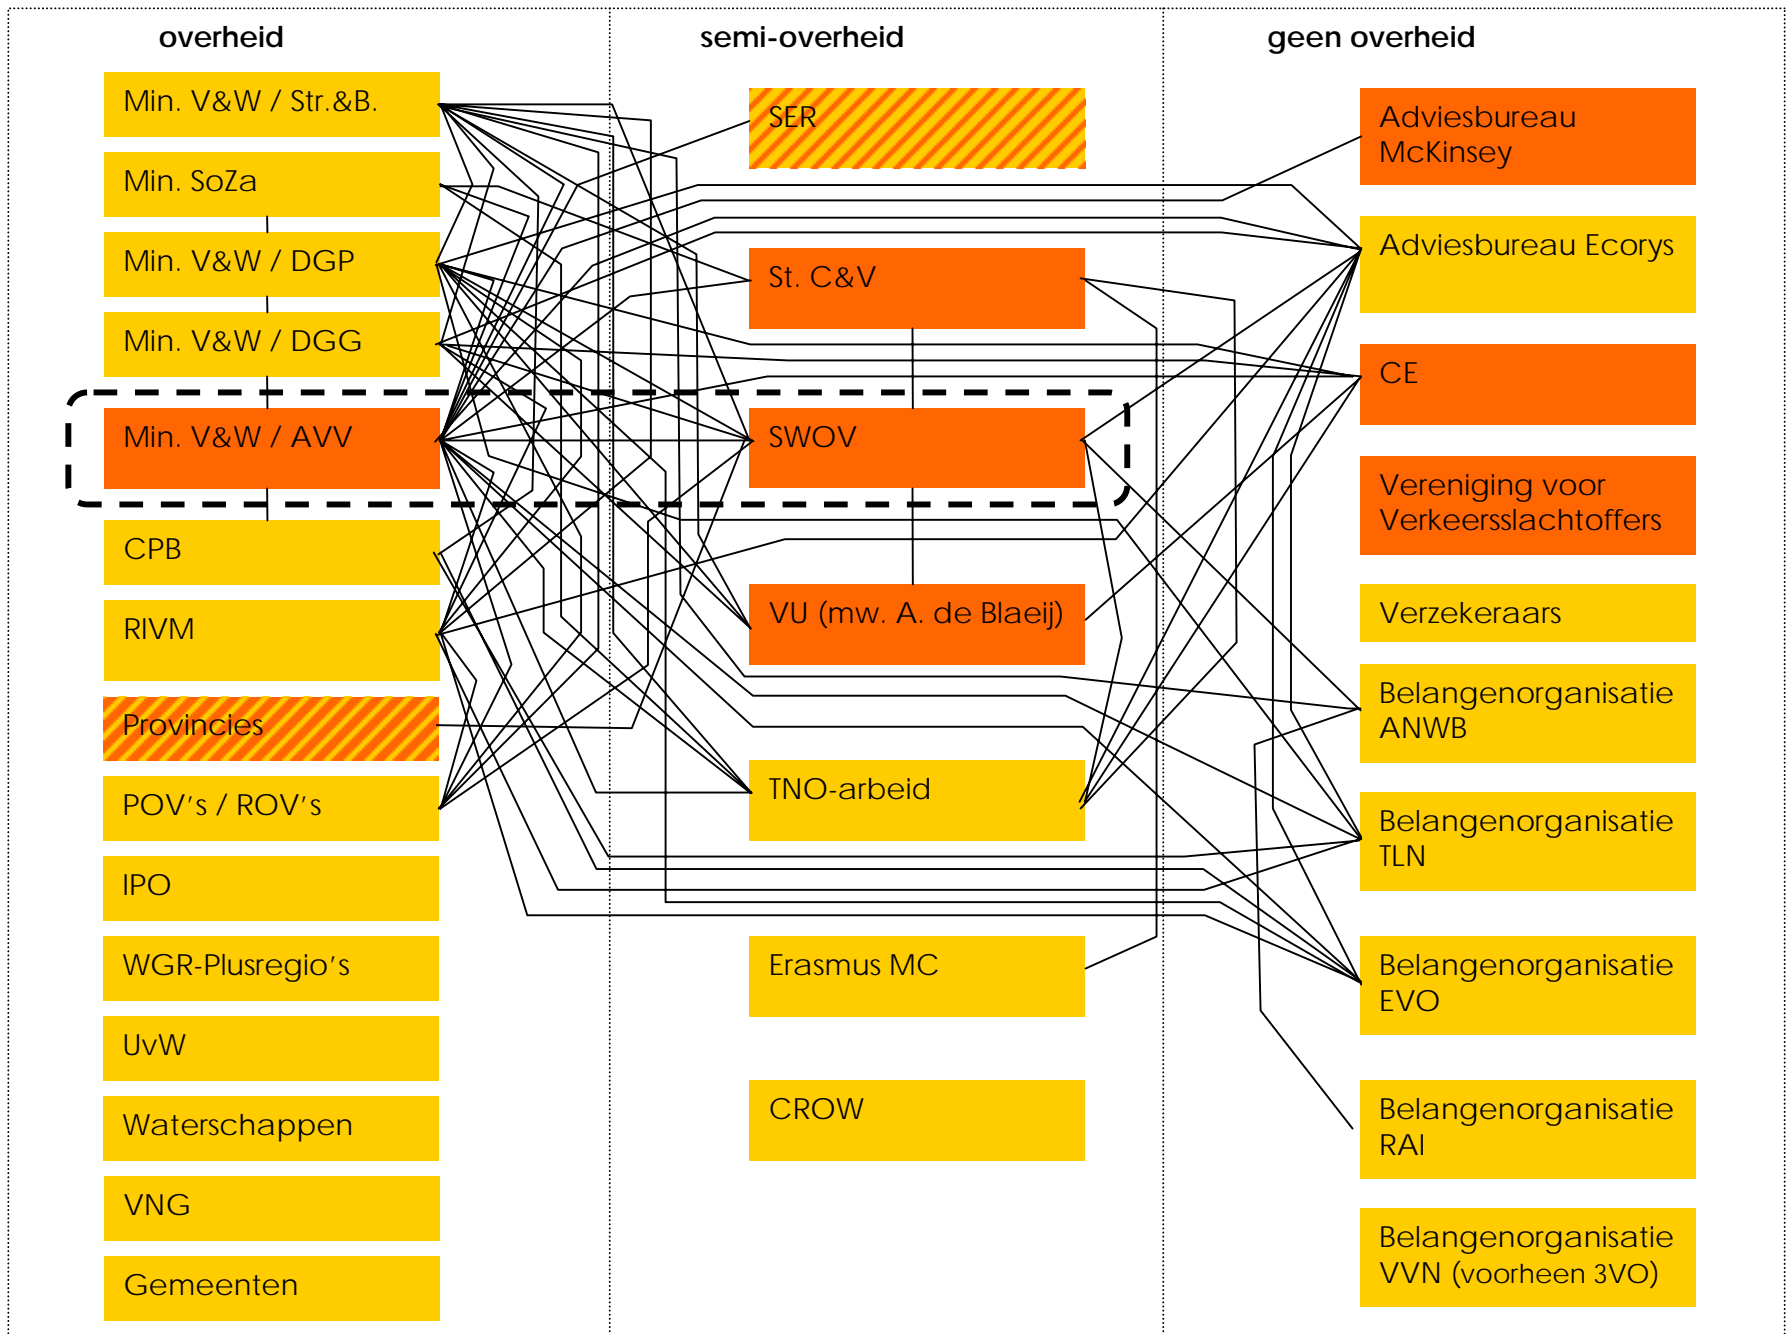 overheid
Min. V&W / Str.&B.
Min. SoZa
Min. V&W / DGP
Min. V&W / DGG
Min. V&W / AVV
CPB
RIVM
Provincies
POV's / ROV's
IPO
WGR-Plusregio's
UvW
Waterschappen
VNG
Gemeenten
semi-overheid
SER
St. C&V
SWOV
VU (mw. A. de Blaeij)
TNO-arbeid
Erasmus MC
CROW
geen overheid
Adviesbureau
McKinsey
Adviesbureau Ecorys
CE
Vereniging voor
Verkeersslachtoffers
Verzekeraars
Belangenorganisatie
ANWB
Belangenorganisatie
TLN
Belangenorganisatie
EVO
Belangenorganisatie
RAI
Belangenorganisatie
VVN (voorheen 3VO)